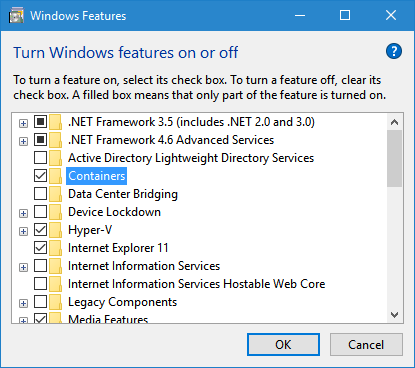 Windows Features
Turn Windows features on or off
?
To turn a feature on, select its check box. To turn a feature off, clear its
check box. A filled box means that only part of the feature is turned on.
.NET Framework 3.5 (includes .NET 2.0 and 3.0)
.NET Framework 4.6 Advanced Services
Active Directory Lightweight Directory Services
Containers
Data Center Bridging
Device Lockdown
Hyper-V
Internet Explorer 11
Internet Information Services
Internet Information Services Hostable Web Core
Legacy Components
Media Features
OK
Cancel